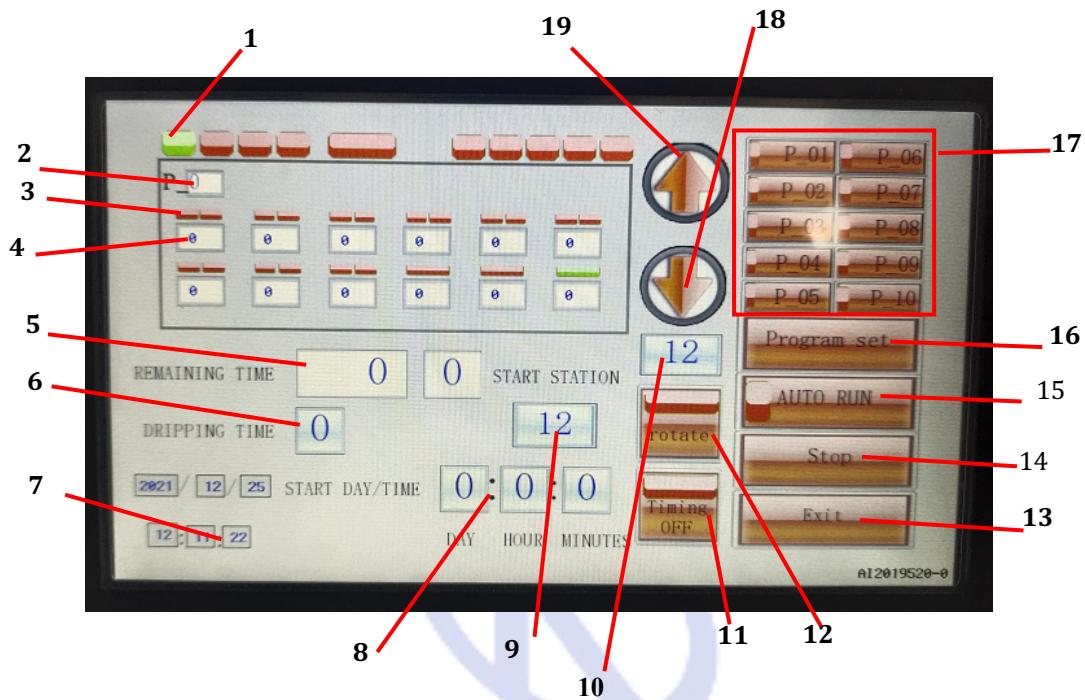 19
18
1
17
2
3
4
5
6
7
16
15
14
13
8
9
10
11
12
P_ 0
0 0 0 0 0 0
0 0 0 0 0 0
REMAINING TIME 0 0 START STATION
DRIPPING TIME 0 12
2021 / 12 / 25 START DAY/TIME 0 : 0 : 0
12 : : 22 DAY HOUR MINUTES
12
rotate
Timing
OFF
P_01 P_06
P_02 P_07
P_03 P_08
P_04 P_09
P_05 P_10
Program set
AUTO RUN
Stop
Exit
AI2019520-0